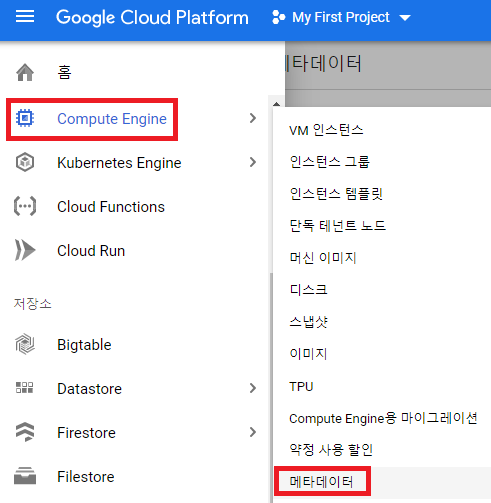 Google Cloud Platform
My First Project
홈
Compute Engine
Kubernetes Engine
Cloud Functions
Cloud Run
저장소
Bigtable
Datastore
Firestore
Filestore
메타데이터
VM 인스턴스
인스턴스 그룹
인스턴스 템플릿
단독 테넌트 노드
머신 이미지
디스크
스냅샷
이미지
TPU
Compute Engine용 마이그레이션
약정 사용 할인
메타데이터